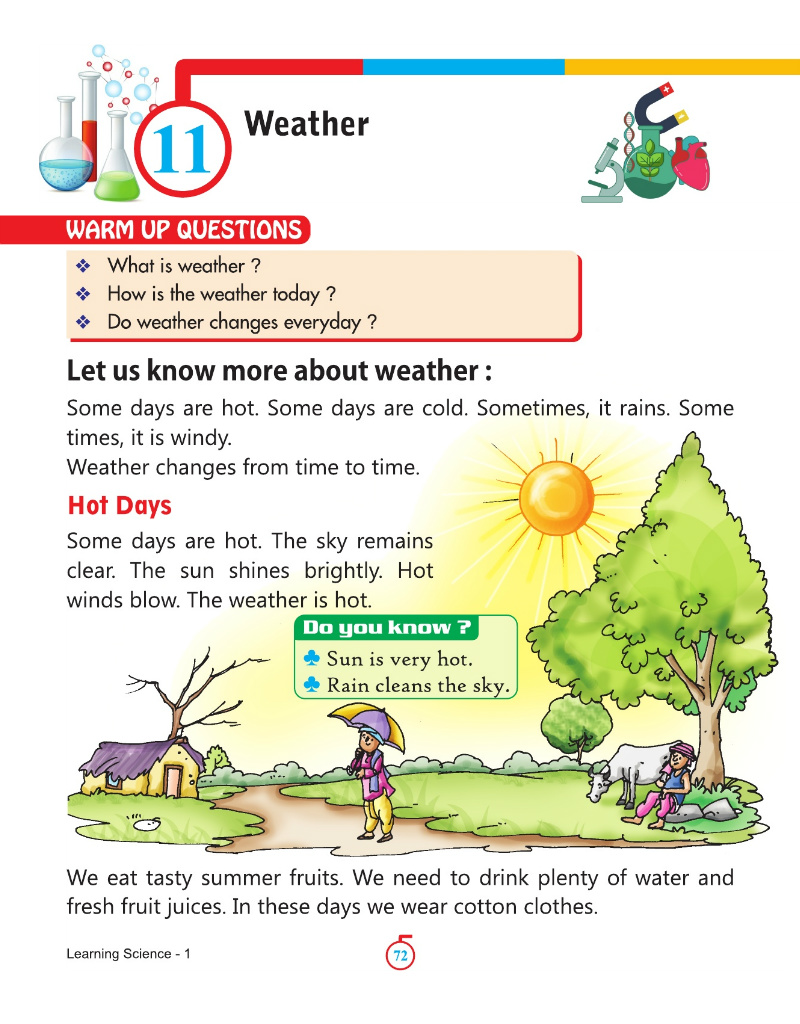 11
Weather
WARM UP QUESTIONS
❖ What is weather ?
❖ How is the weather today ?
❖ Do weather changes everyday ?
Let us know more about weather :
Some days are hot. Some days are cold. Sometimes, it rains. Some
times, it is windy.
Weather changes from time to time.
Hot Days
Some days are hot. The sky remains
clear. The sun shines brightly. Hot
winds blow. The weather is hot.
Do you know ?
♣ Sun is very hot.
♣ Rain cleans the sky.
We eat tasty summer fruits. We need to drink plenty of water and
fresh fruit juices. In these days we wear cotton clothes.
Learning Science - 1
72